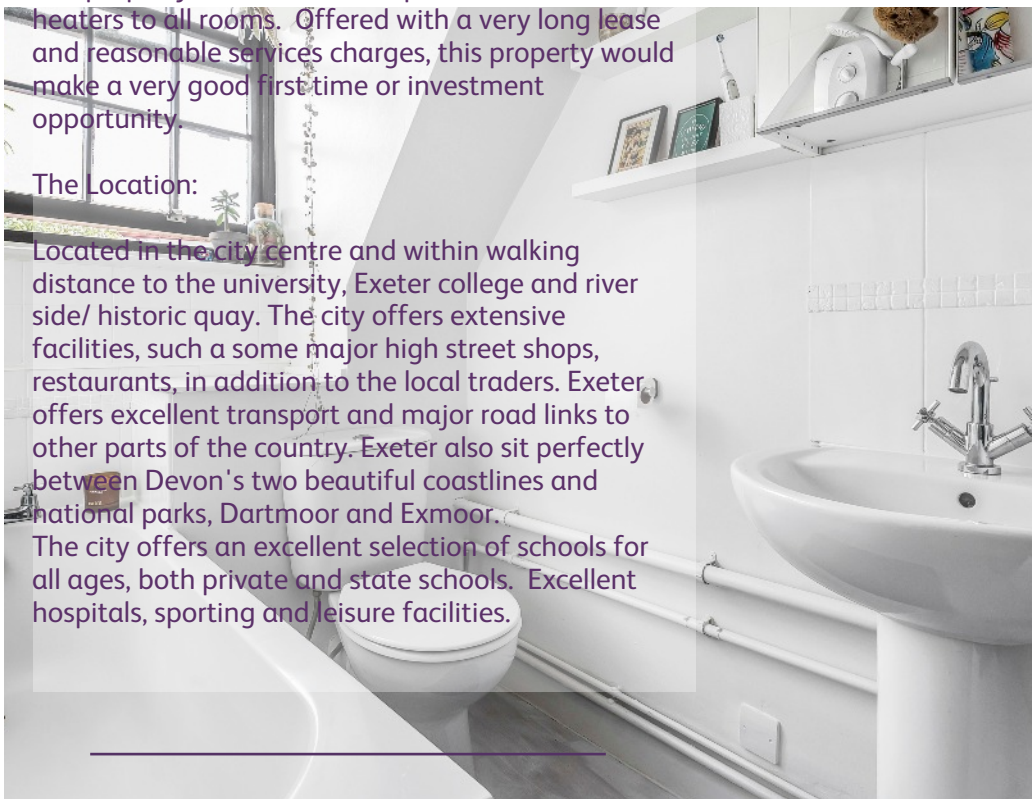 heaters to all rooms.  Offered with a very long lease
and reasonable services charges, this property would
make a very good first time or investment
opportunity.
The Location:
Located in the city centre and within walking
distance to the university, Exeter college and river
side/ historic quay. The city offers extensive
facilities, such a some major high street shops,
restaurants, in addition to the local traders. Exeter
offers excellent transport and major road links to
other parts of the country. Exeter also sit perfectly
between Devon's two beautiful coastlines and
national parks, Dartmoor and Exmoor.
The city offers an excellent selection of schools for
all ages, both private and state schools.  Excellent
hospitals, sporting and leisure facilities.